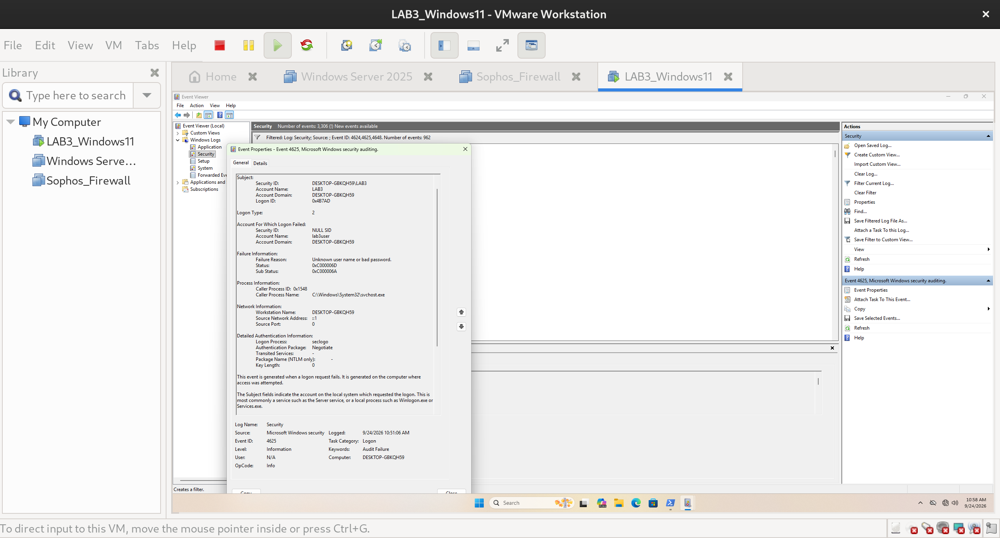 LAB3_Windows11 - VMware Workstation
File Edit View VM Tabs Help
Library
Type here to search
My Computer
LAB3_Windows11
Windows Serve...
Sophos_Firewall
Home
Windows Server 2025
Sophos_Firewall
LAB3_Windows11
Event Viewer
File Action View Help
Event Viewer (Local)
Custom Views
Windows Logs
Application
Security
Setup
System
Forwarded Eve
Applications and
Subscriptions
Security Number of events: 3,306 (!) New events available
Filtered: Log: Security; Source: ; Event ID: 4624,4625,4648. Number of events: 962
Event Properties - Event 4625, Microsoft Windows security auditing.
General Details
Subject:
Security ID: DESKTOP-GBKQH59\LAB3
Account Name: LAB3
Account Domain: DESKTOP-GBKQH59
Logon ID: 0x4B7AD
Logon Type: 2
Account For Which Logon Failed:
Security ID: NULL SID
Account Name: lab3user
Account Domain: DESKTOP-GBKQH59
Failure Information:
Failure Reason: Unknown user name or bad password.
Status: 0xC000006D
Sub Status: 0xC000006A
Process Information:
Caller Process ID: 0x1548
Caller Process Name: C:\Windows\System32\svchost.exe
Network Information:
Workstation Name: DESKTOP-GBKQH59
Source Network Address: ::1
Source Port: 0
Detailed Authentication Information:
Logon Process: seclogo
Authentication Package: Negotiate
Transited Services: -
Package Name (NTLM only): -
Key Length: 0
This event is generated when a logon request fails. It is generated on the computer where
access was attempted.
The Subject fields indicate the account on the local system which requested the logon. This is
most commonly a service such as the Server service, or a local process such as Winlogon.exe or
Services.exe.
Log Name: Security
Source: Microsoft Windows security Logged: 9/24/2026 10:51:06 AM
Event ID: 4625 Task Category: Logon
Level: Information Keywords: Audit Failure
User: N/A Computer: DESKTOP-GBKQH59
OpCode: Info
Copy Close
Actions
Security
Open Saved Log...
Create Custom View...
Import Custom View...
Clear Log...
Filter Current Log...
Clear Filter
Properties
Find...
Save Filtered Log File As...
Attach a Task To this Log...
Save Filter to Custom View...
View
Refresh
Help
Event 4625, Microsoft Windows security auditing.
Event Properties
Attach Task To This Event...
Copy
Save Selected Events...
Refresh
Help
Creates a filter.
Search
M365
10:58 AM
9/24/2026
To direct input to this VM, move the mouse pointer inside or press Ctrl+G.